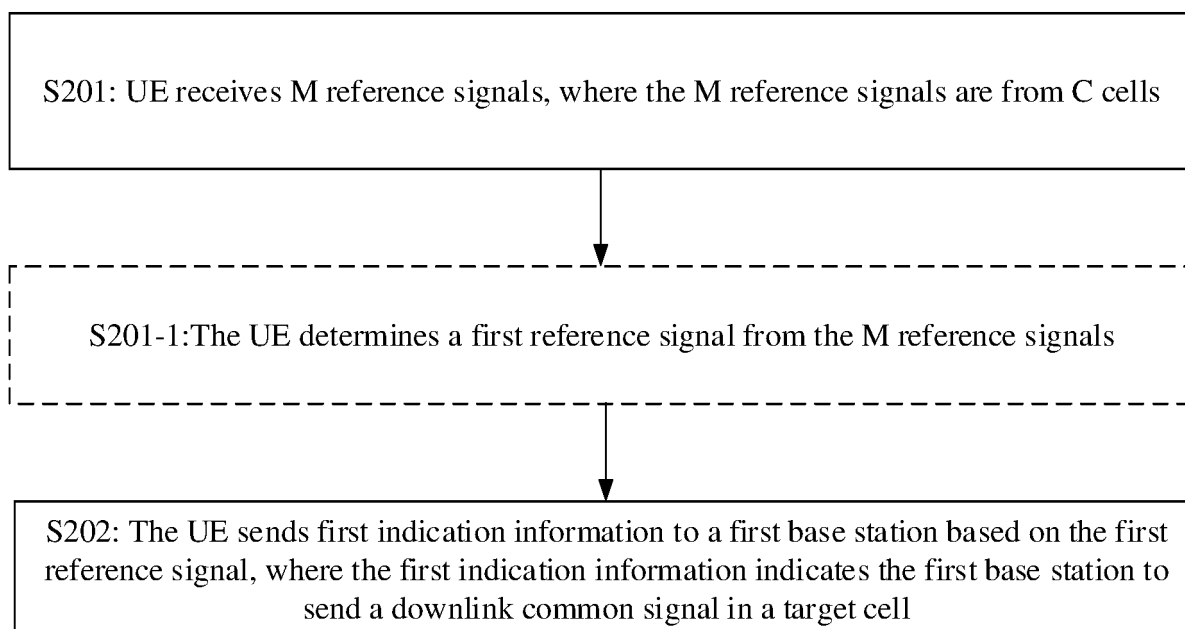 S201: UE receives M reference signals, where the M reference signals are from C cells
S201-1:The UE determines a first reference signal from the M reference signals
S202: The UE sends first indication information to a first base station based on the first
reference signal, where the first indication information indicates the first base station to
send a downlink common signal in a target cell